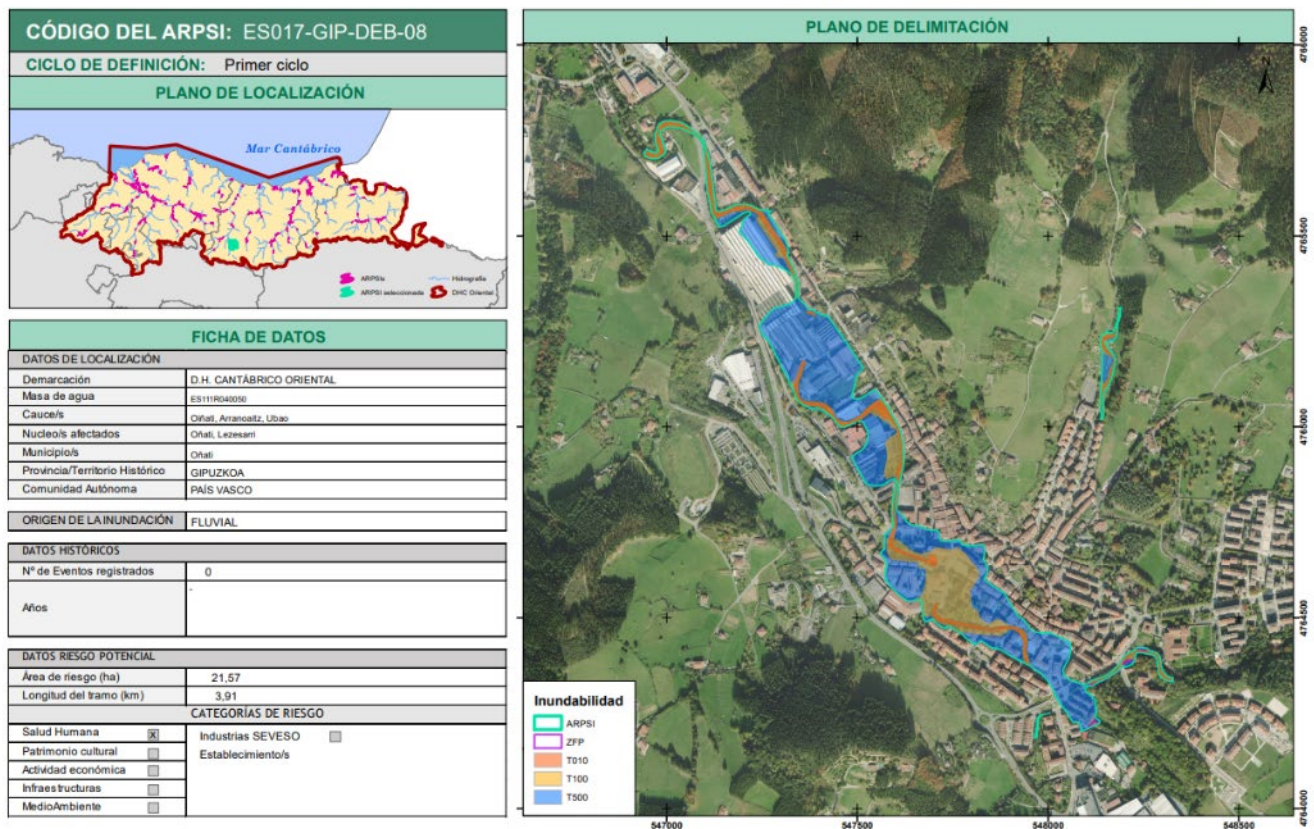 CÓDIGO DEL ARPSI: ES017-GIP-DEB-08
CICLO DE DEFINICIÓN: Primer ciclo
PLANO DE LOCALIZACIÓN
Mar Cantábrico
ARPSIs
Hidrografía
ARPSI seleccionada
DHC Oriental
FICHA DE DATOS
DATOS DE LOCALIZACIÓN
Demarcación D.H. CANTÁBRICO ORIENTAL
Masa de agua ES111R040050
Cauce/s Oiñati, Arranoaitz, Ubao
Nucleo/s afectados Oñati, Lezesarri
Municipio/s Oñati
Provincia/Territorio Histórico GIPUZKOA
Comunidad Autónoma PAÍS VASCO
ORIGEN DE LA INUNDACIÓN FLUVIAL
DATOS HISTÓRICOS
Nº de Eventos registrados 0
Años -
DATOS RIESGO POTENCIAL
Área de riesgo (ha) 21,57
Longitud del tramo (km) 3,91
CATEGORÍAS DE RIESGO
Salud Humana X Industrias SEVESO
Patrimonio cultural Establecimiento/s
Actividad económica
Infraestructuras
MedioAmbiente
PLANO DE DELIMITACIÓN
4766000
4765500
4765000
4764500
4764000
Inundabilidad
ARPSI
ZFP
T010
T100
T500
547000 547500 548000 548500